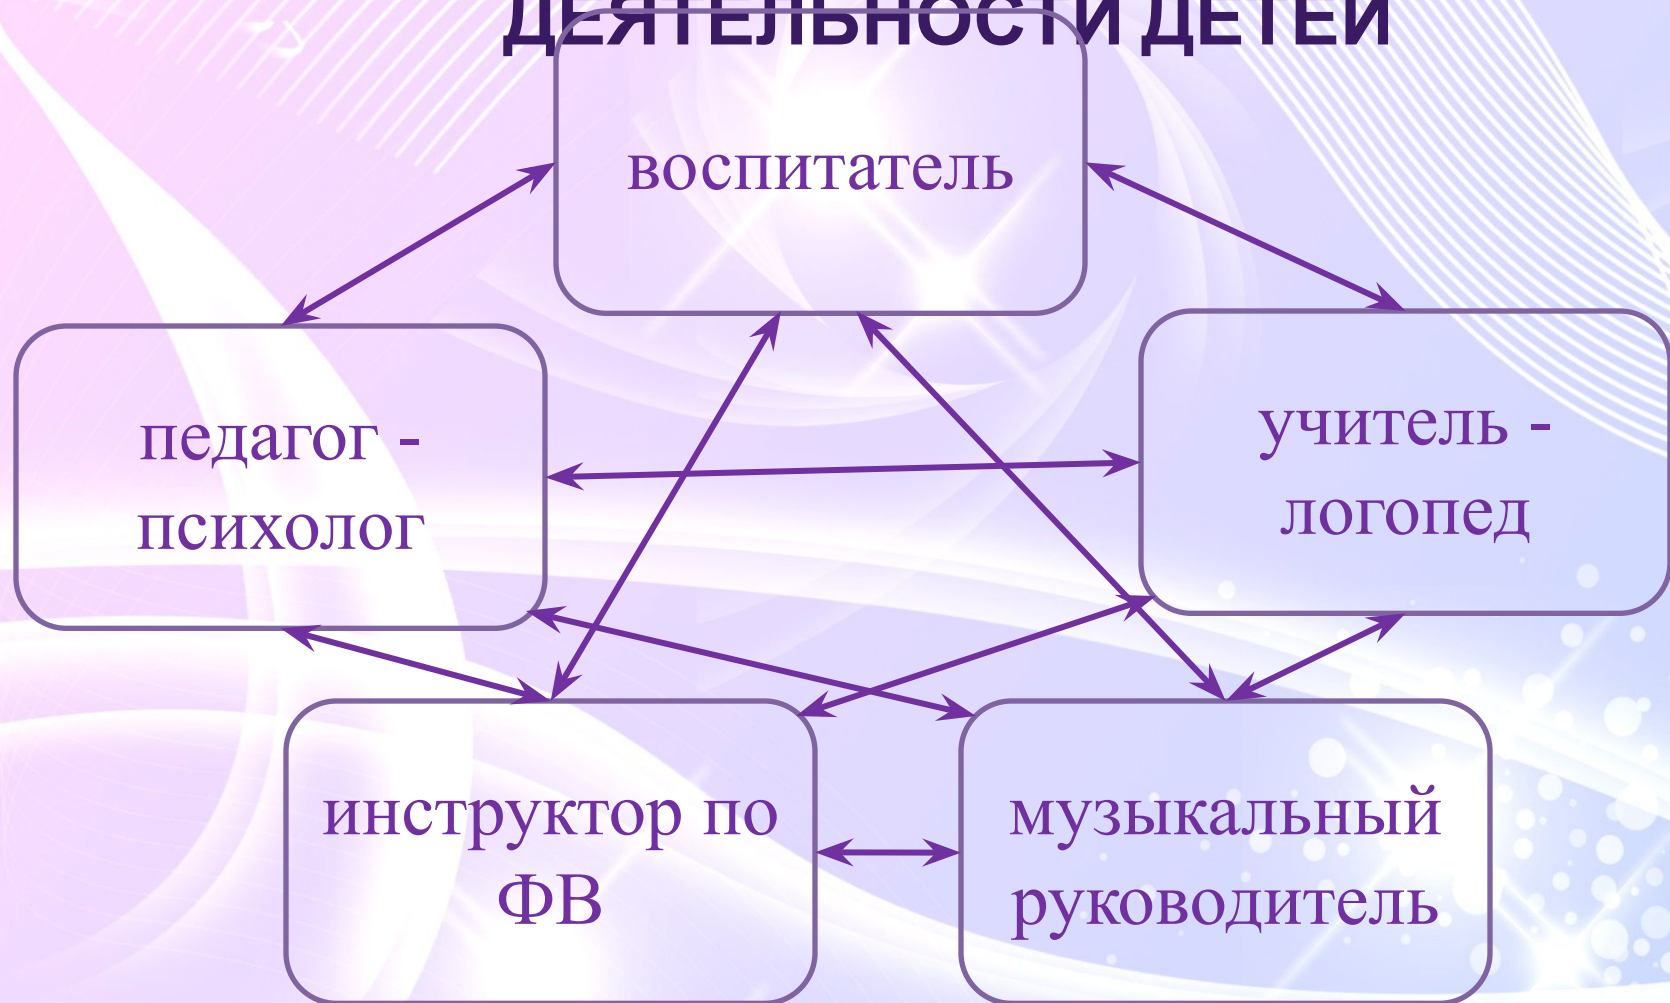 ДЕЯТЕЛЬНОСТИ ДЕТЕЙ
воспитатель
педагог -
психолог
учитель -
логопед
инструктор по
ФВ
музыкальный
руководитель